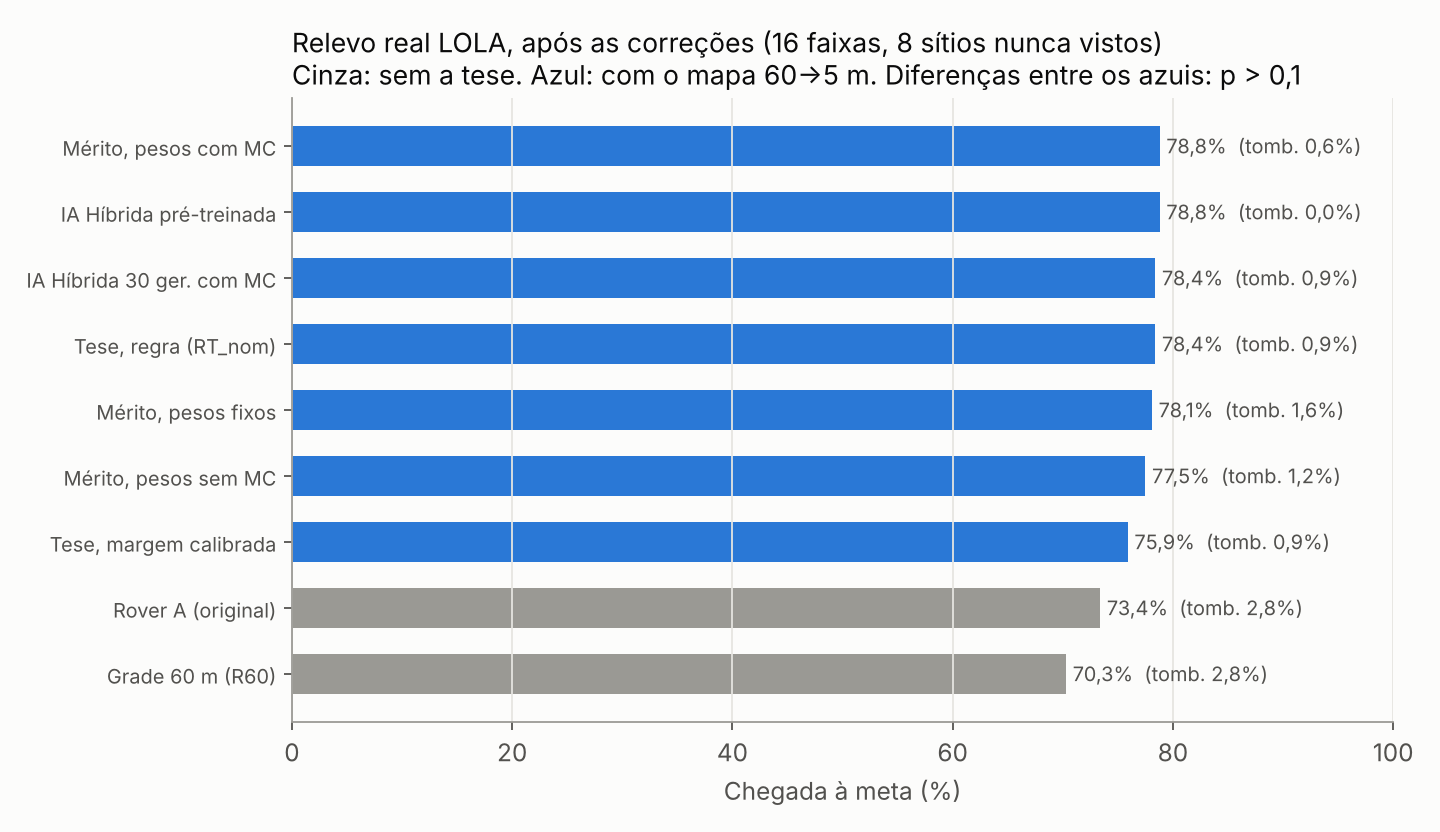 Relevo real LOLA, após as correções (16 faixas, 8 sítios nunca vistos)
Cinza: sem a tese. Azul: com o mapa 60→5 m. Diferenças entre os azuis: p > 0,1
Mérito, pesos com MC 78,8% (tomb. 0,6%)
IA Híbrida pré-treinada 78,8% (tomb. 0,0%)
IA Híbrida 30 ger. com MC 78,4% (tomb. 0,9%)
Tese, regra (RT_nom) 78,4% (tomb. 0,9%)
Mérito, pesos fixos 78,1% (tomb. 1,6%)
Mérito, pesos sem MC 77,5% (tomb. 1,2%)
Tese, margem calibrada 75,9% (tomb. 0,9%)
Rover A (original) 73,4% (tomb. 2,8%)
Grade 60 m (R60) 70,3% (tomb. 2,8%)
0 20 40 60 80 100
Chegada à meta (%)